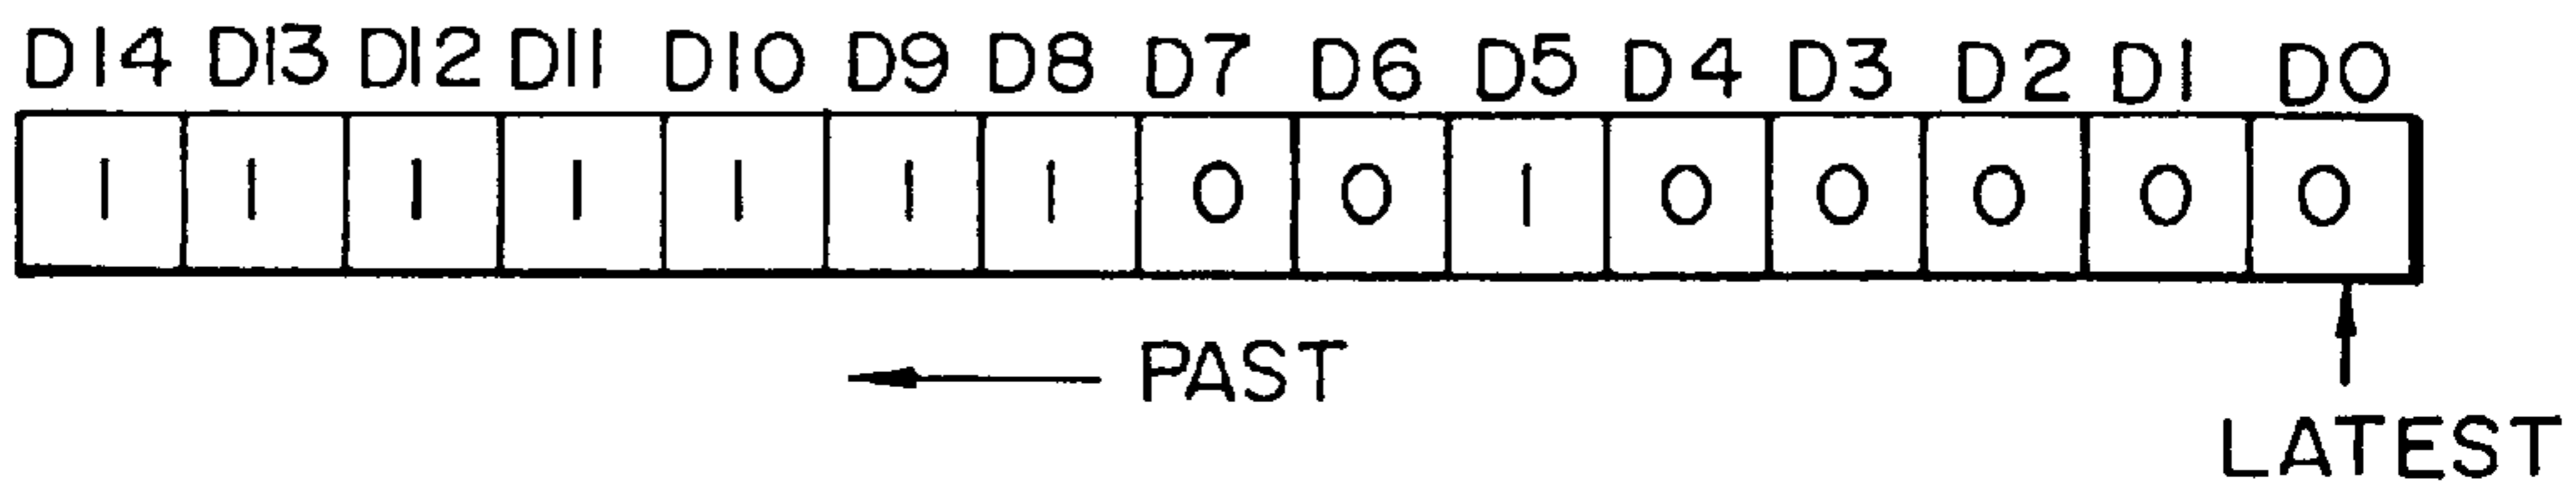 D14 D13 D12 D11 D10 D9 D8 D7 D6 D5 D4 D3 D2 D1 D0
1 1 1 1 1 1 1 0 0 1 0 0 0 0 0
PAST
LATEST